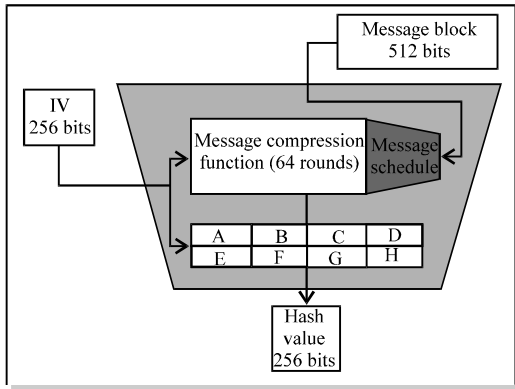 Message block
512 bits
IV
256 bits
Message compression
function (64 rounds)
Message
schedule
A B C D
E F G H
Hash
value
256 bits